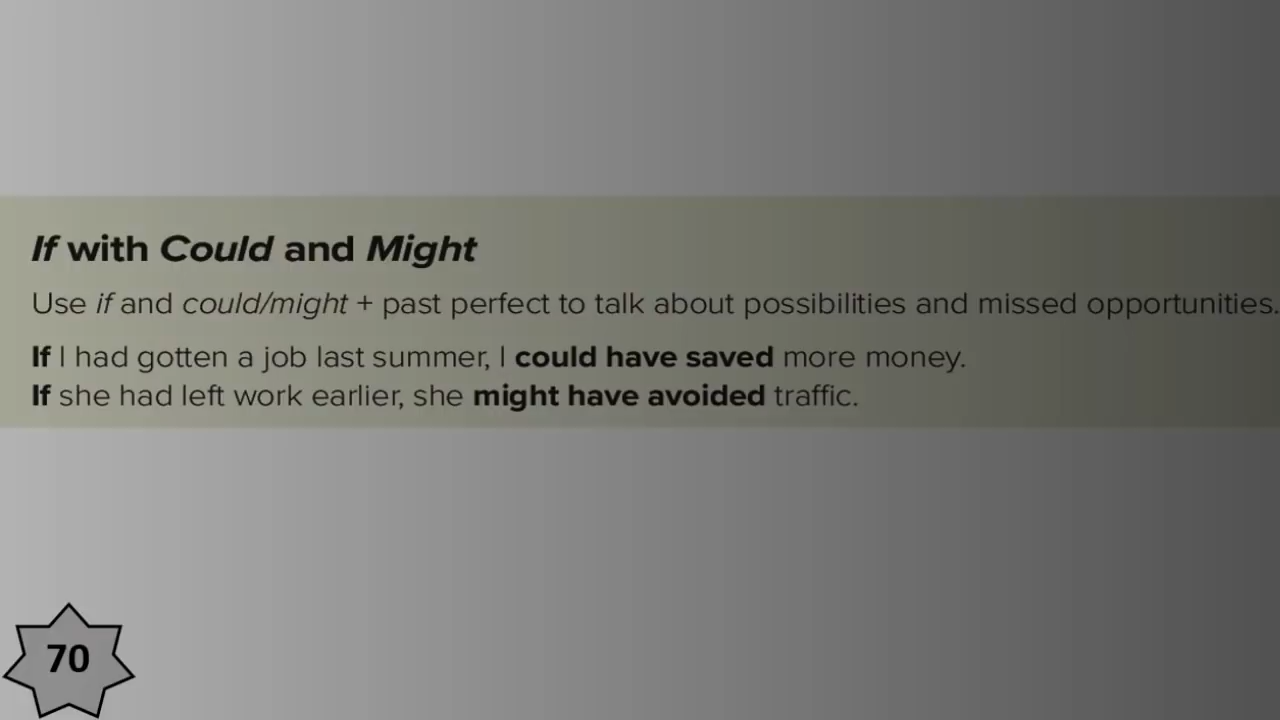 If with Could and Might
Use if and could/might + past perfect to talk about possibilities and missed opportunities.
If I had gotten a job last summer, I could have saved more money.
If she had left work earlier, she might have avoided traffic.
70